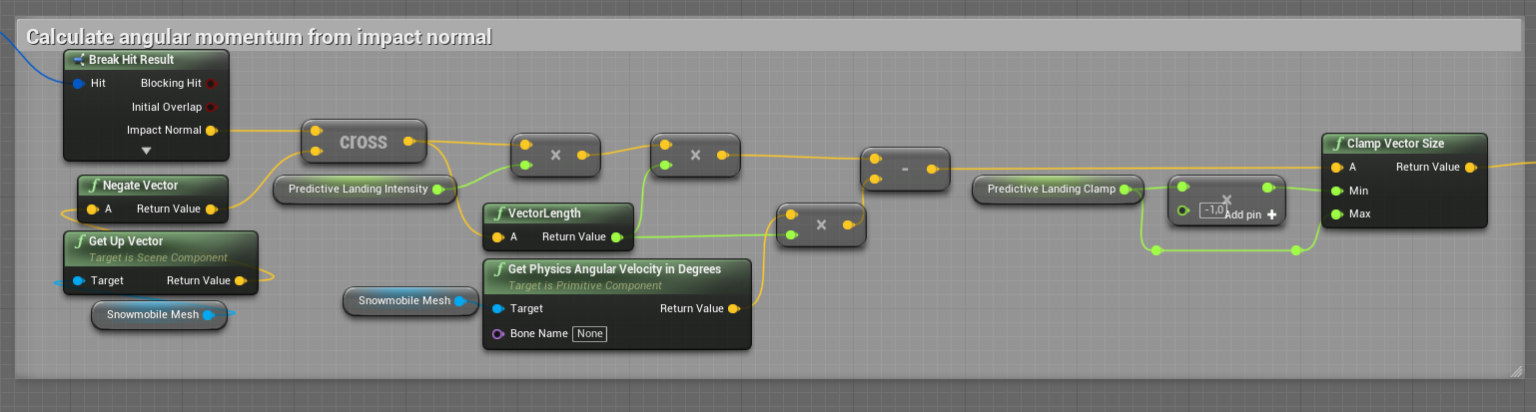 Calculate angular momentum from impact normal
Break Hit Result
Hit
Blocking Hit
Initial Overlap
Impact Normal
f Negate Vector
A
Return Value
f Get Up Vector
Target is Scene Component
Target
Return Value
Snowmobile Mesh
cross
Predictive Landing Intensity
×
×
f VectorLength
A
Return Value
Snowmobile Mesh
f Get Physics Angular Velocity in Degrees
Target is Primitive Component
Target
Return Value
Bone Name
None
×
-
Predictive Landing Clamp
×
-1,0
Add pin +
f Clamp Vector Size
A
Return Value
Min
Max